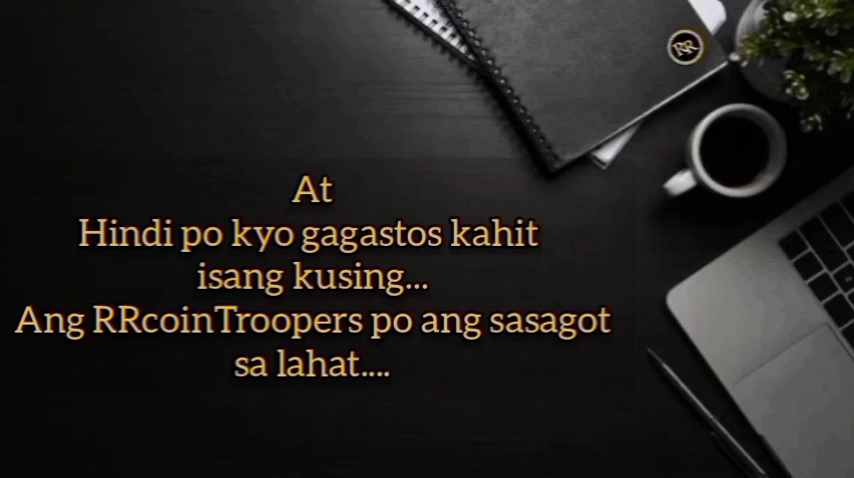 RR
At
Hindi po kyo gagastos kahit
isang kusing...
Ang RRcoinTroopers po ang sasagot
sa lahat....